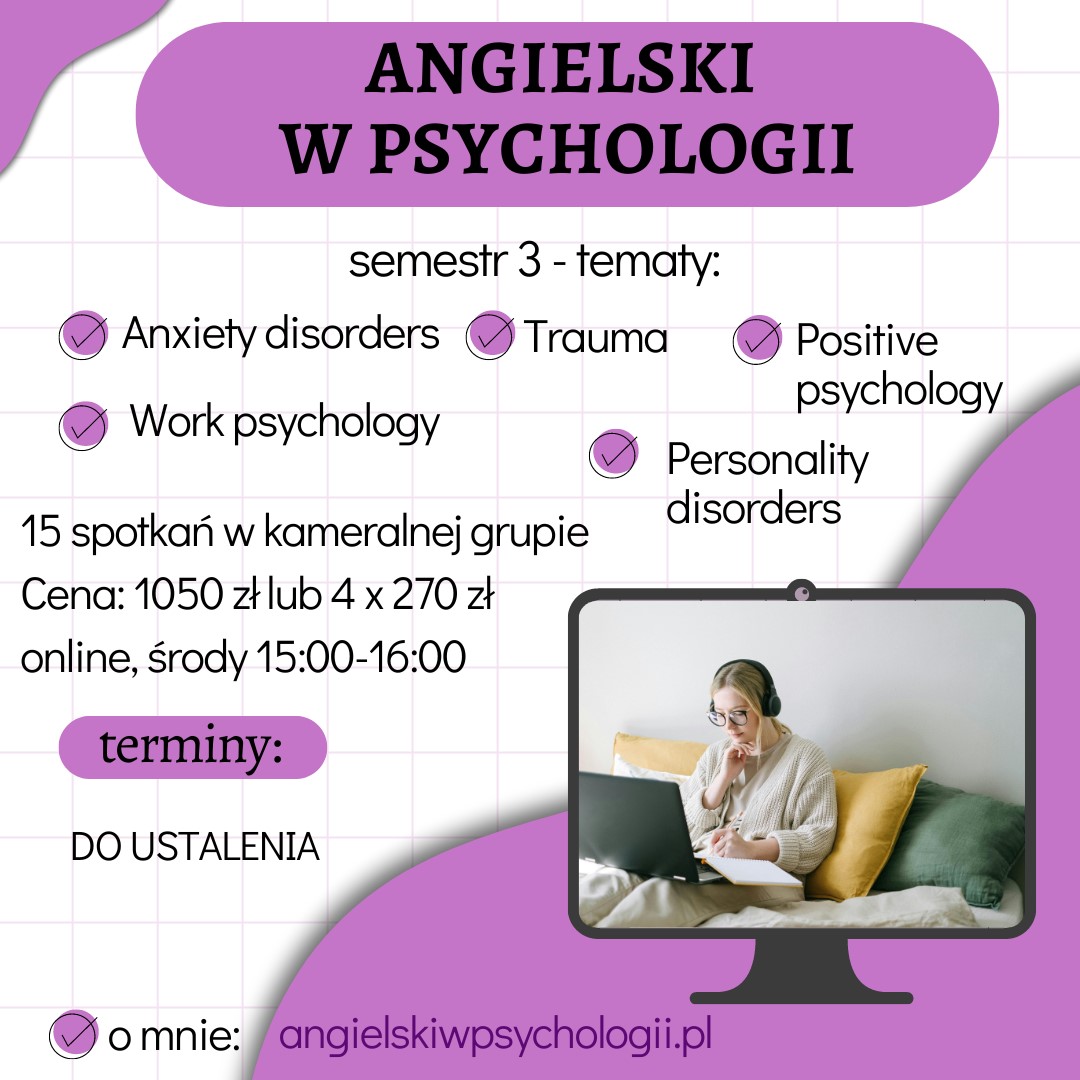 ANGIELSKI
W PSYCHOLOGII
semestr 3 - tematy:
Anxiety disorders
Trauma
Positive
psychology
Work psychology
Personality
disorders
15 spotkań w kameralnej grupie
Cena: 1050 zł lub 4 x 270 zł
online, środy 15:00-16:00
terminy:
DO USTALENIA
o mnie: angielskiwpsychologii.pl